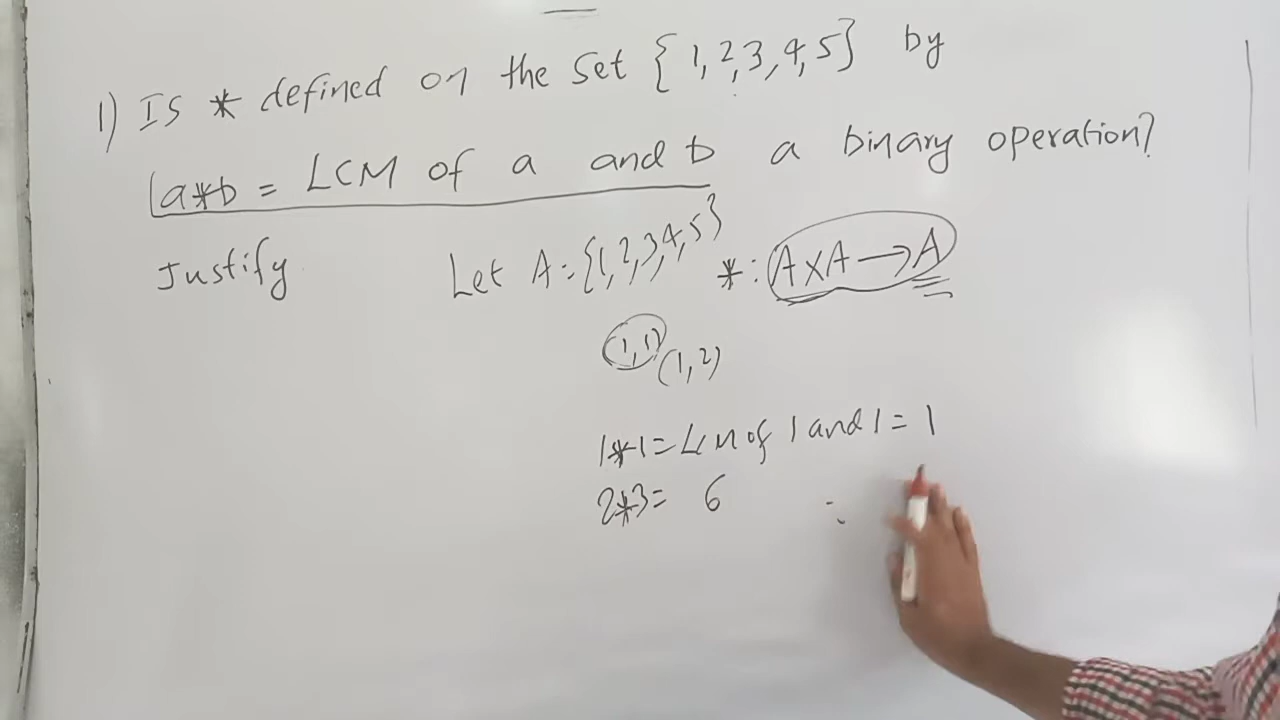 1) Is * defined on the set {1,2,3,4,5} by
a*b = LCM of a and b a binary operation?
Justify Let A={1,2,3,4,5} *: A×A→A
(1,1) (1,2)
1*1=LCM of 1 and 1 = 1
2*3= 6